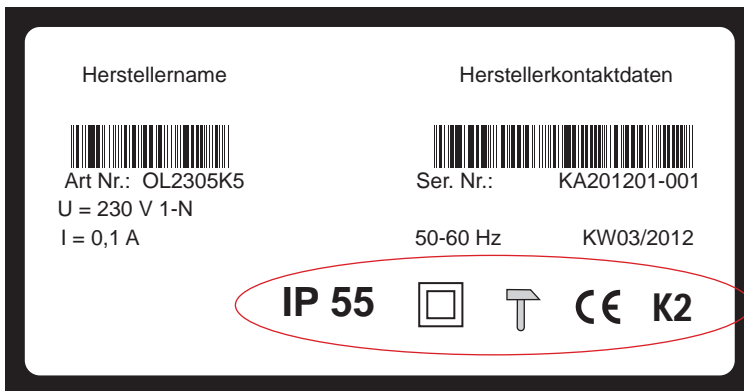 Herstellername Herstellerkontaktdaten
Art Nr.: OL2305K5 Ser. Nr.: KA201201-001
U = 230 V 1-N
I = 0,1 A 50-60 Hz KW03/2012
IP 55 CE K2